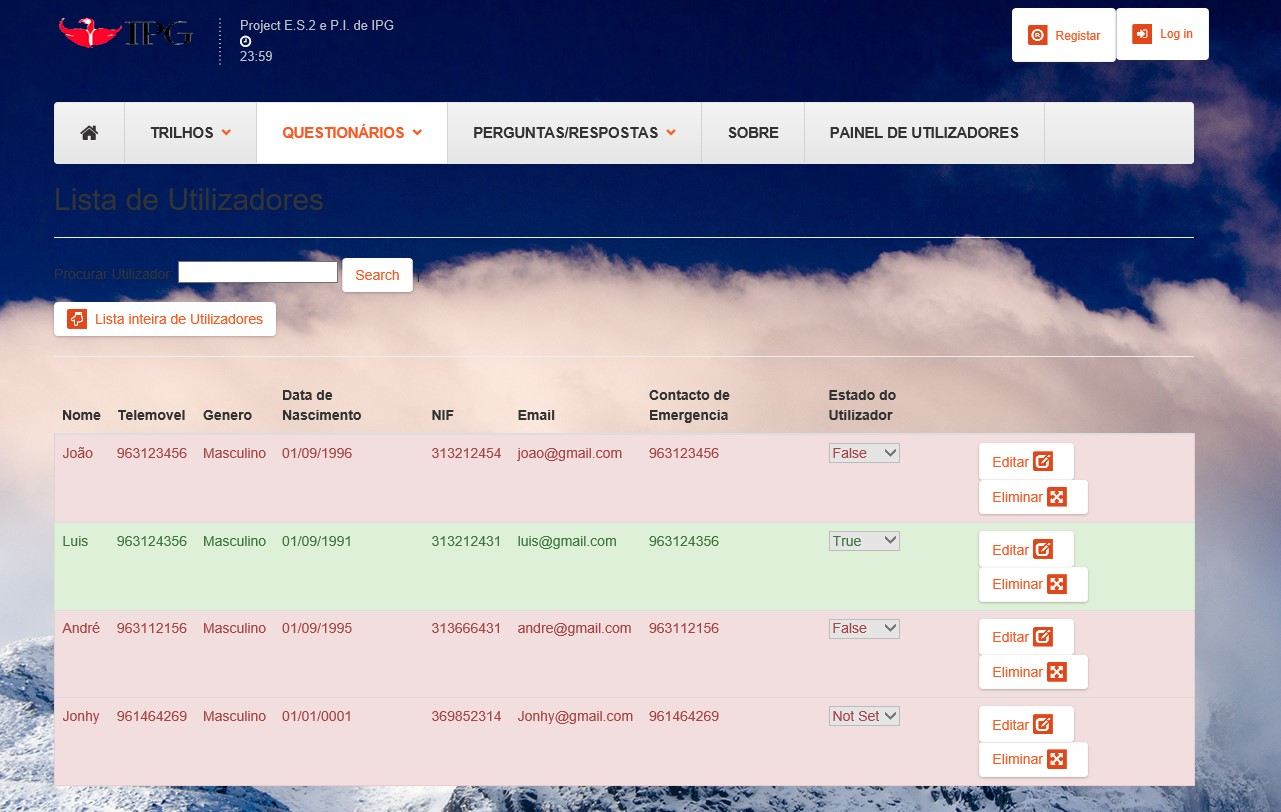 IPG
Project E.S.2 e P.I. de IPG
23:59
Registar
Log in
TRILHOS
QUESTIONÁRIOS
PERGUNTAS/RESPOSTAS
SOBRE
PAINEL DE UTILIZADORES
Lista de Utilizadores
Procurar Utilizador: Search |
Lista inteira de Utilizadores
Nome Telemovel Genero Data de Nascimento NIF Email Contacto de Emergencia Estado do Utilizador
João 963123456 Masculino 01/09/1996 313212454 joao@gmail.com 963123456 False Editar
Eliminar
Luis 963124356 Masculino 01/09/1991 313212431 luis@gmail.com 963124356 True Editar
Eliminar
André 963112156 Masculino 01/09/1995 313666431 andre@gmail.com 963112156 False Editar
Eliminar
Jonhy 961464269 Masculino 01/01/0001 369852314 Jonhy@gmail.com 961464269 Not Set Editar
Eliminar